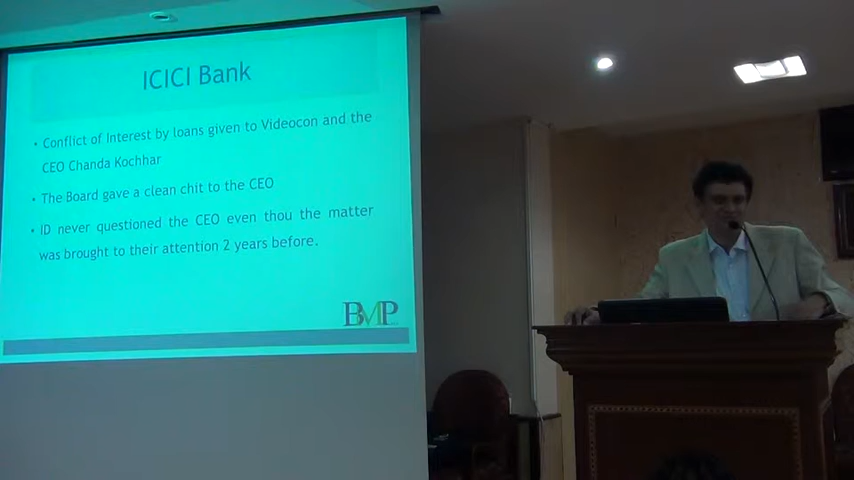 ICICI Bank
• Conflict of Interest by loans given to Videocon and the
CEO Chanda Kochhar
• The Board gave a clean chit to the CEO
• ID never questioned the CEO even thou the matter
was brought to their attention 2 years before.
BMP